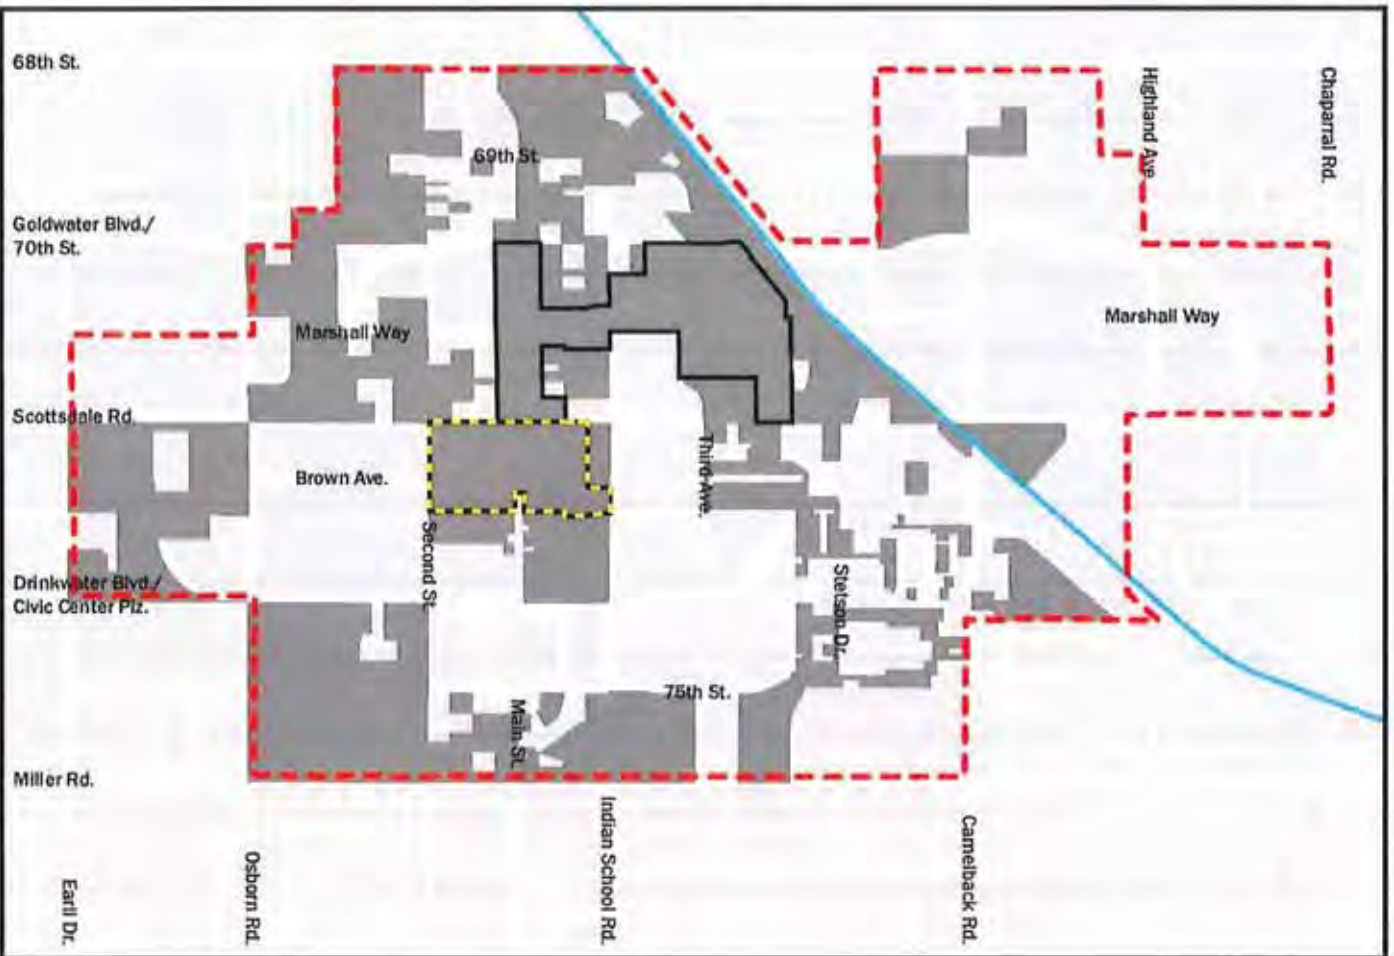 68th St.
Highland Ave.
Chaparral Rd.
69th St.
Goldwater Blvd./
70th St.
Marshall Way
Marshall Way
Scottsdale Rd.
Third Ave.
Brown Ave.
Second St.
Drinkwater Blvd./
Civic Center Plz.
Stetson Dr.
75th St.
Main St.
Miller Rd.
Indian School Rd.
Camelback Rd.
Osborn Rd.
Earll Dr.